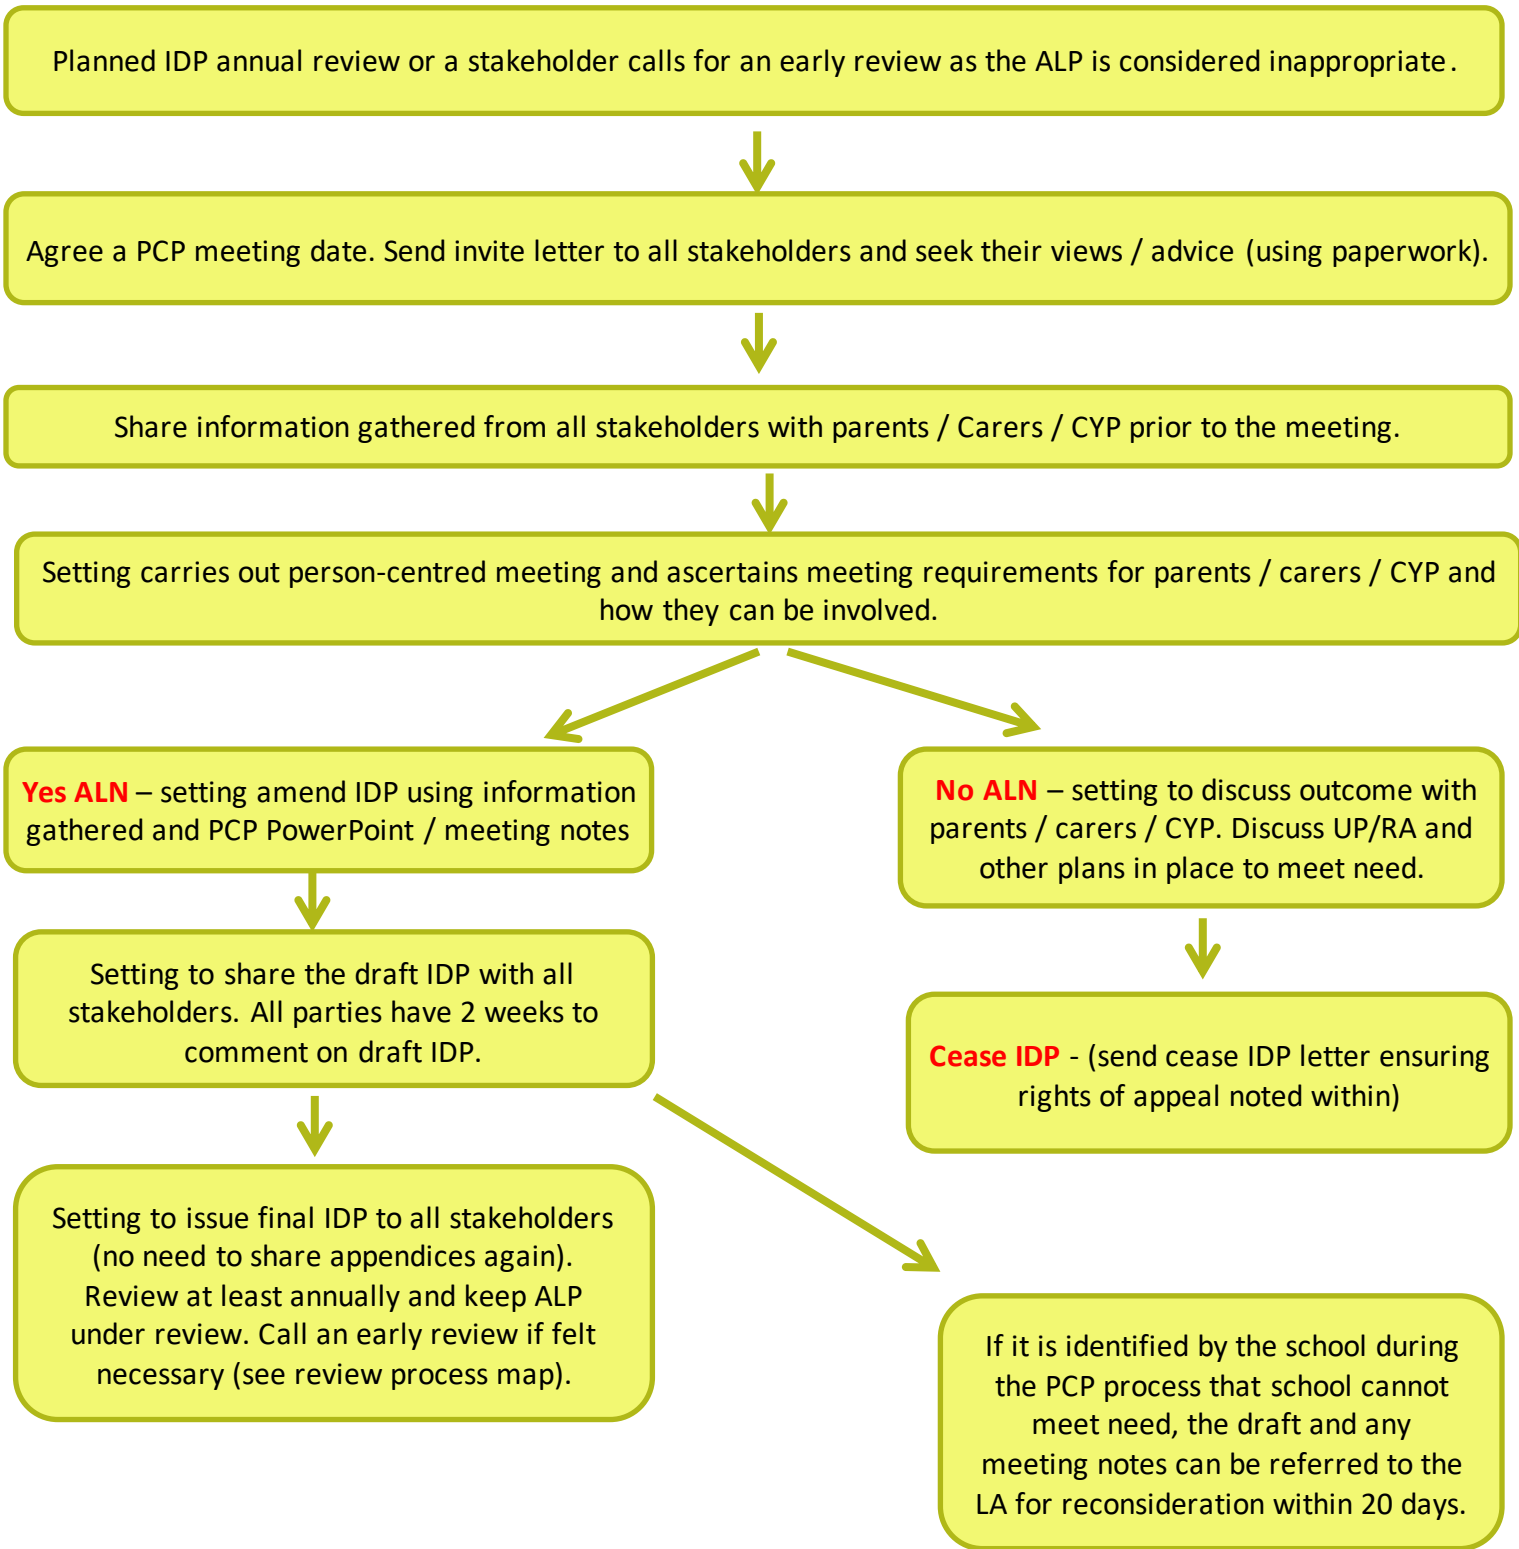 Planned IDP annual review or a stakeholder calls for an early review as the ALP is considered inappropriate.
Agree a PCP meeting date. Send invite letter to all stakeholders and seek their views / advice (using paperwork).
Share information gathered from all stakeholders with parents / Carers / CYP prior to the meeting.
Setting carries out person-centred meeting and ascertains meeting requirements for parents / carers / CYP and
how they can be involved.
Yes ALN – setting amend IDP using information
gathered and PCP PowerPoint / meeting notes
No ALN – setting to discuss outcome with
parents / carers / CYP. Discuss UP/RA and
other plans in place to meet need.
Setting to share the draft IDP with all
stakeholders. All parties have 2 weeks to
comment on draft IDP.
Cease IDP - (send cease IDP letter ensuring
rights of appeal noted within)
Setting to issue final IDP to all stakeholders
(no need to share appendices again).
Review at least annually and keep ALP
under review. Call an early review if felt
necessary (see review process map).
If it is identified by the school during
the PCP process that school cannot
meet need, the draft and any
meeting notes can be referred to the
LA for reconsideration within 20 days.